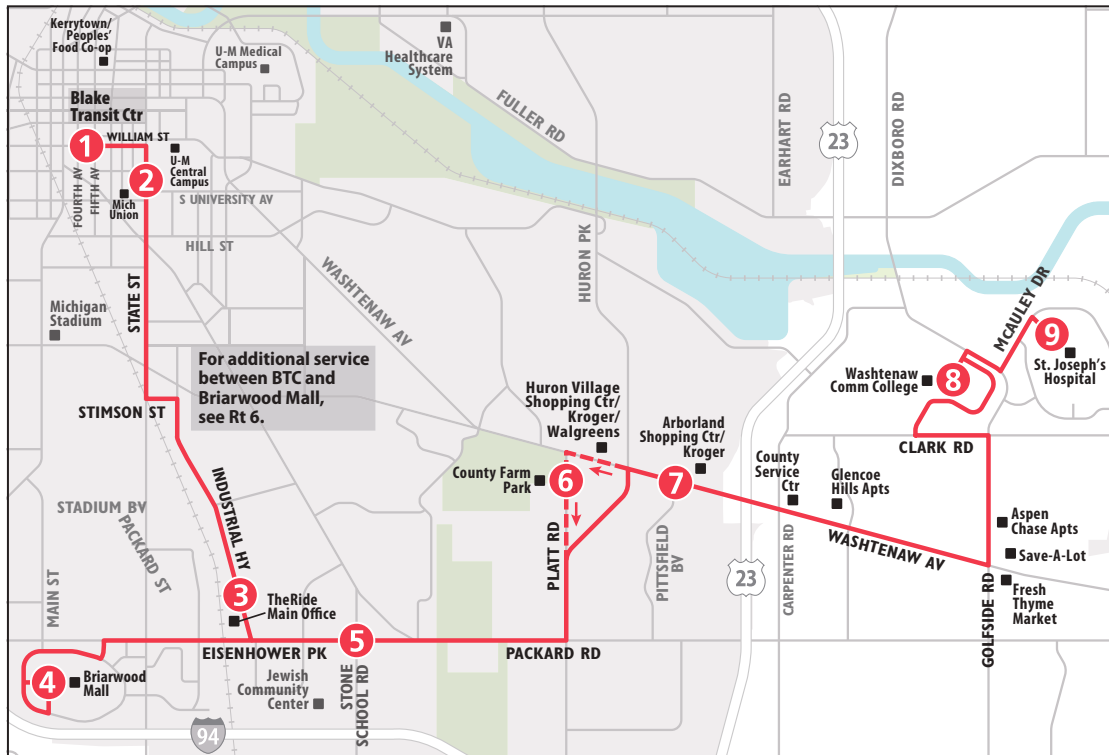 Kerrytown/
Peoples'
Food Co-op
U-M Medical
Campus
VA
Healthcare
System
Blake
Transit Ctr
1
WILLIAM ST
2
U-M
Central
Campus
FOURTH AV
FIFTH AV
Mich
Union
S UNIVERSITY AV
HILL ST
FULLER RD
EARHART RD
23
DIXBORO RD
HURON PK
WASHTENAW AV
STATE ST
Michigan
Stadium
For additional service
between BTC and
Briarwood Mall,
see Rt 6.
STIMSON ST
MCAULEY DR
9
St. Joseph's
Hospital
8
Washtenaw
Comm College
Huron Village
Shopping Ctr/
Kroger/
Walgreens
Arborland
Shopping Ctr/
Kroger
CLARK RD
County Farm
Park
6
7
County
Service
Ctr
Glencoe
Hills Apts
INDUSTRIAL HY
STADIUM BV
PACKARD ST
PLATT RD
PITTSFIELD
BV
WASHTENAW AV
Aspen
Chase Apts
Save-A-Lot
Fresh
Thyme
Market
MAIN ST
3
TheRide
Main Office
23
CARPENTER RD
GOLFSIDE RD
EISENHOWER PK
5
PACKARD RD
4
Briarwood
Mall
Jewish
Community
Center
STONE
SCHOOL RD
94